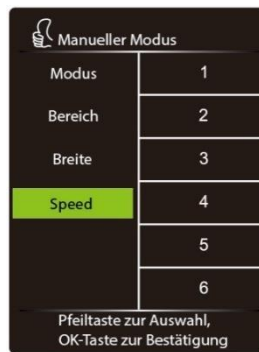 Manueller Modus
Modus 1
Bereich 2
Breite 3
Speed 4
5
6
Pfeiltaste zur Auswahl,
OK-Taste zur Bestätigung